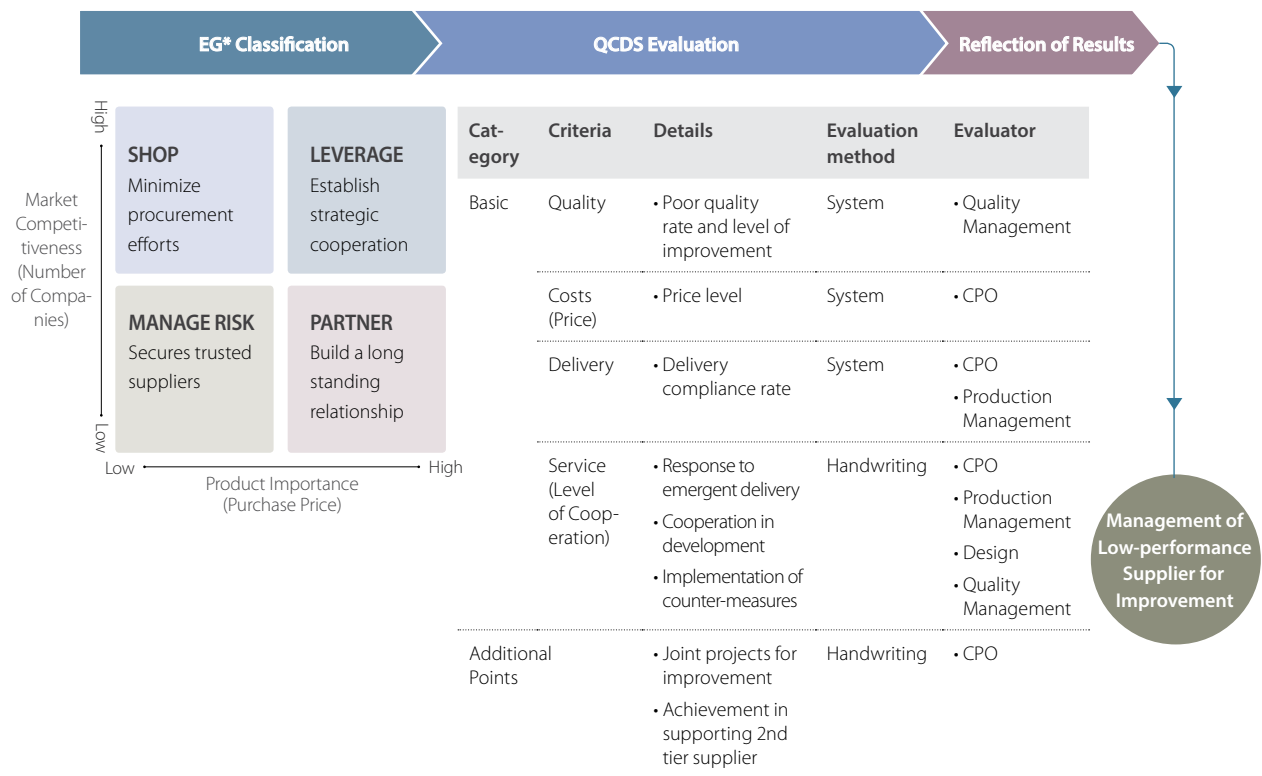 EG* Classification
QCDS Evaluation
Reflection of Results
High
Market
Competi-
tiveness
(Number
of Compa-
nies)
Low
SHOP
Minimize
procurement
efforts
LEVERAGE
Establish
strategic
cooperation
MANAGE RISK
Secures trusted
suppliers
PARTNER
Build a long
standing
relationship
Low
High
Product Importance
(Purchase Price)
Cat-
egory
Criteria
Details
Evaluation
method
Evaluator
Basic
Quality
• Poor quality
rate and level of
improvement
System
• Quality
Management
Costs
(Price)
• Price level
System
• CPO
Delivery
• Delivery
compliance rate
System
• CPO
• Production
Management
Service
(Level
of Coop-
eration)
• Response to
emergent delivery
• Cooperation in
development
• Implementation of
counter-measures
Handwriting
• CPO
• Production
Management
• Design
• Quality
Management
Additional
Points
• Joint projects for
improvement
• Achievement in
supporting 2nd
tier supplier
Handwriting
• CPO
Management of
Low-performance
Supplier for
Improvement